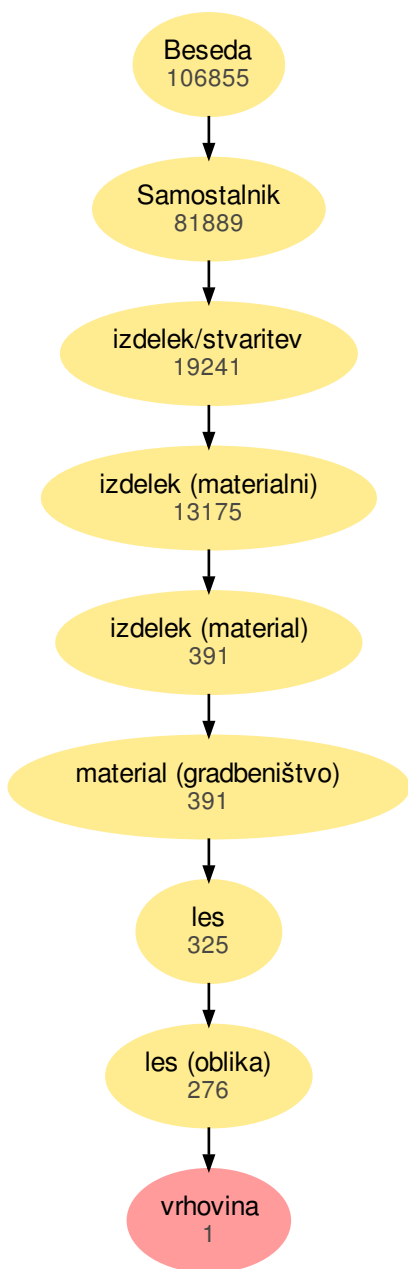 Beseda
106855
Samostalnik
81889
izdelek/stvaritev
19241
izdelek (materialni)
13175
izdelek (material)
391
material (gradbeništvo)
391
les
325
les (oblika)
276
vrhovina
1